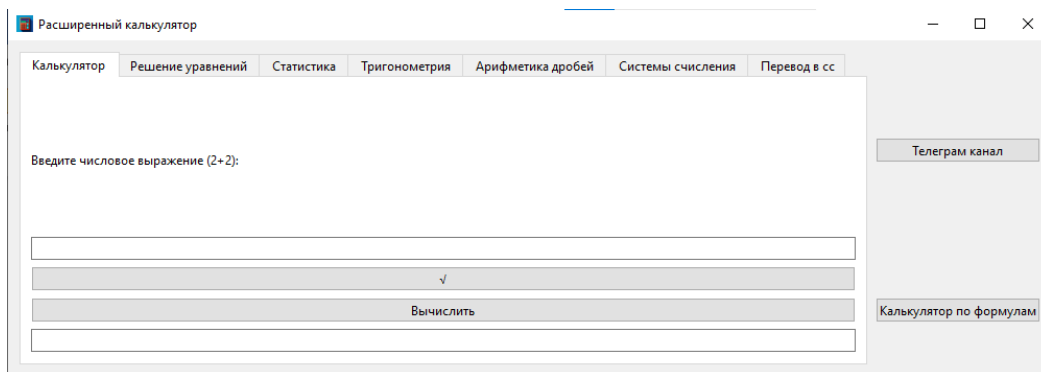 Расширенный калькулятор
Калькулятор Решение уравнений Статистика Тригонометрия Арифметика дробей Системы счисления Перевод в сс
Введите числовое выражение (2+2):
Телеграм канал
√
Вычислить
Калькулятор по формулам